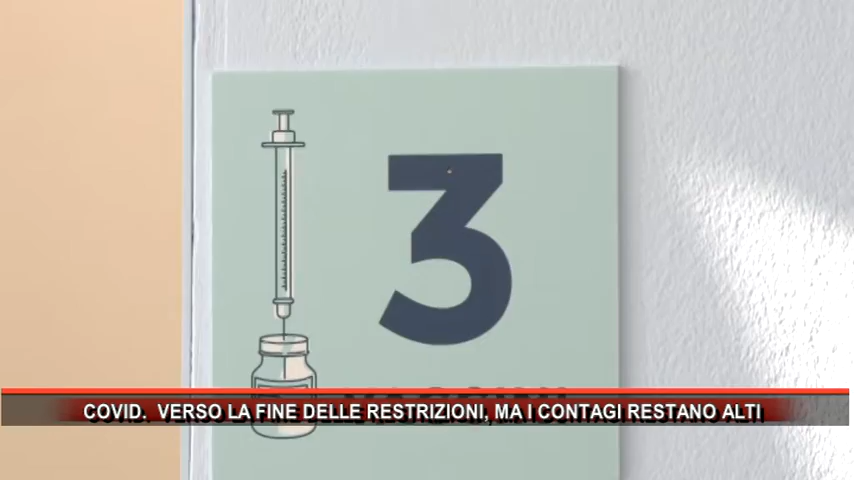 3
COVID. VERSO LA FINE DELLE RESTRIZIONI, MA I CONTAGI RESTANO ALTI